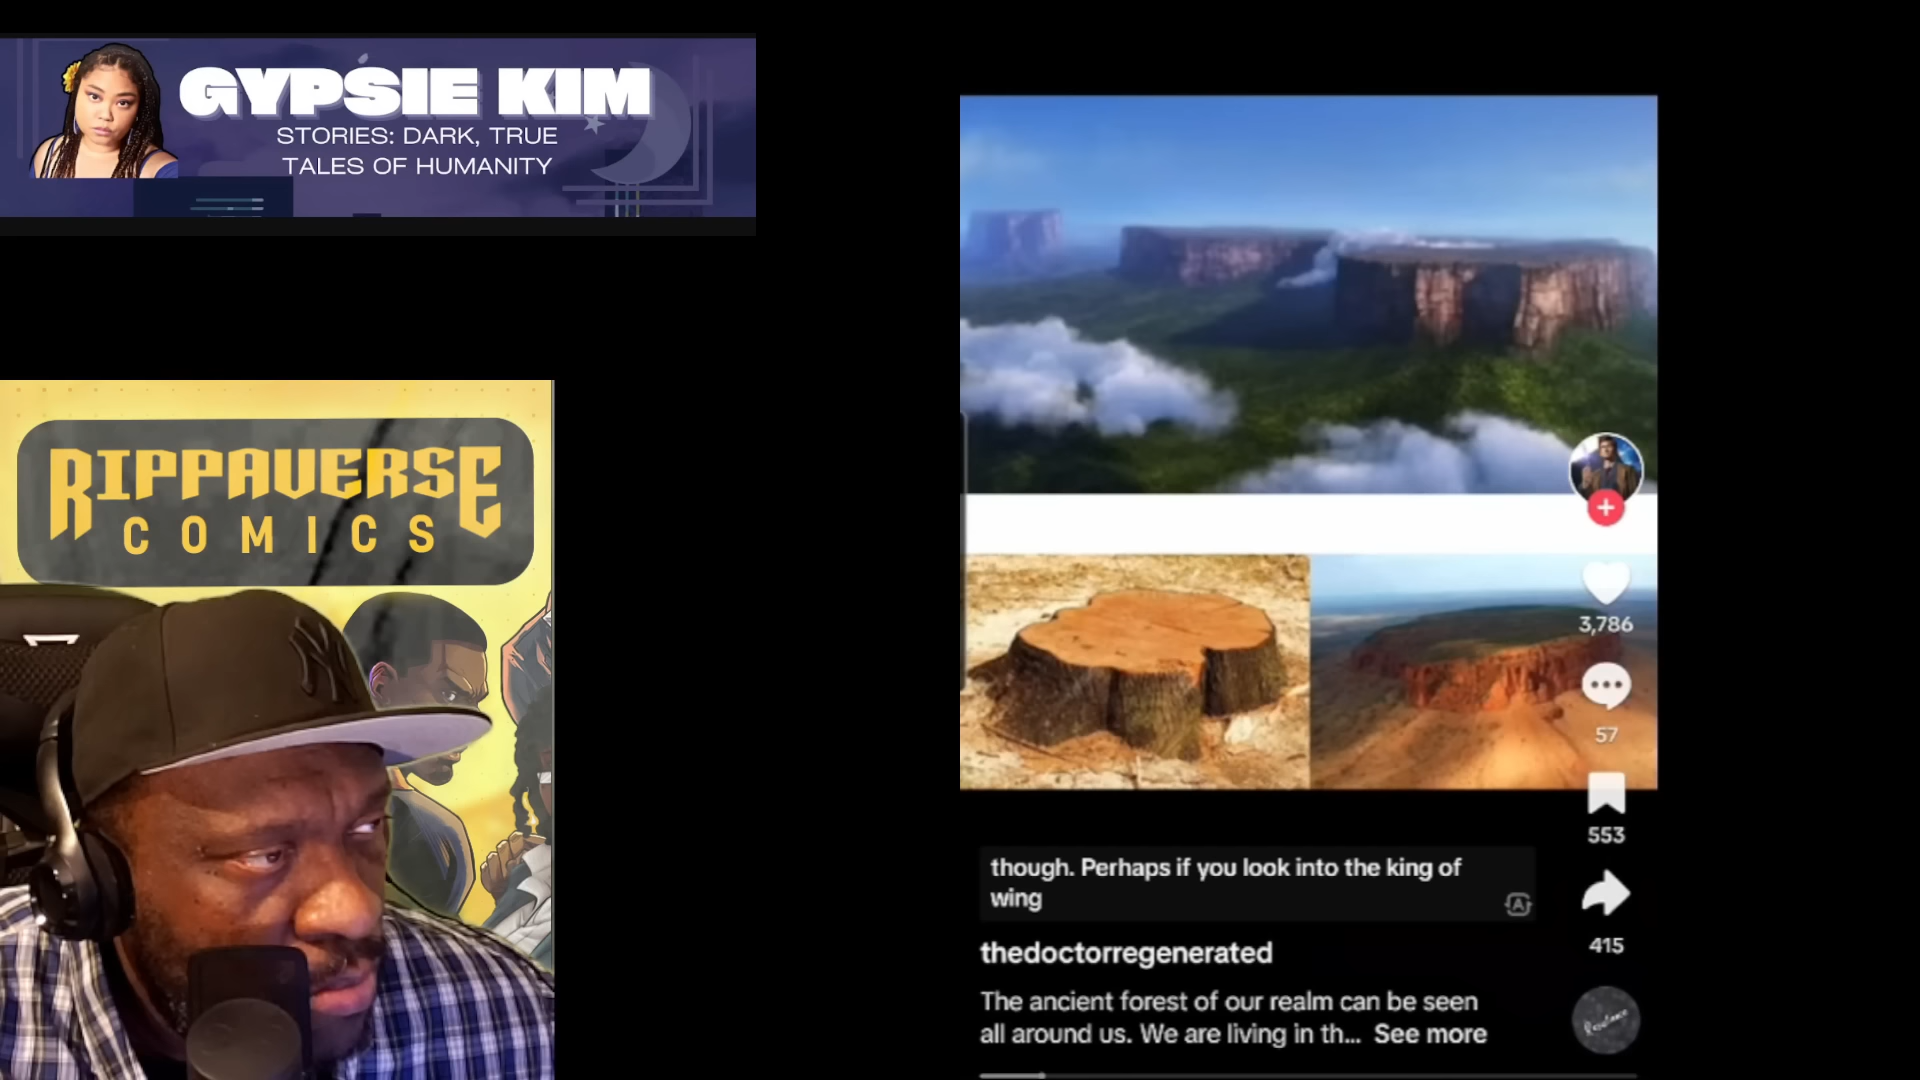 GYPSIE KIM
STORIES: DARK, TRUE
TALES OF HUMANITY
RIPPAVERSE
COMICS
3,786
57
553
415
though. Perhaps if you look into the king of
wing
thedoctorregenerated
The ancient forest of our realm can be seen
all around us. We are living in th... See more